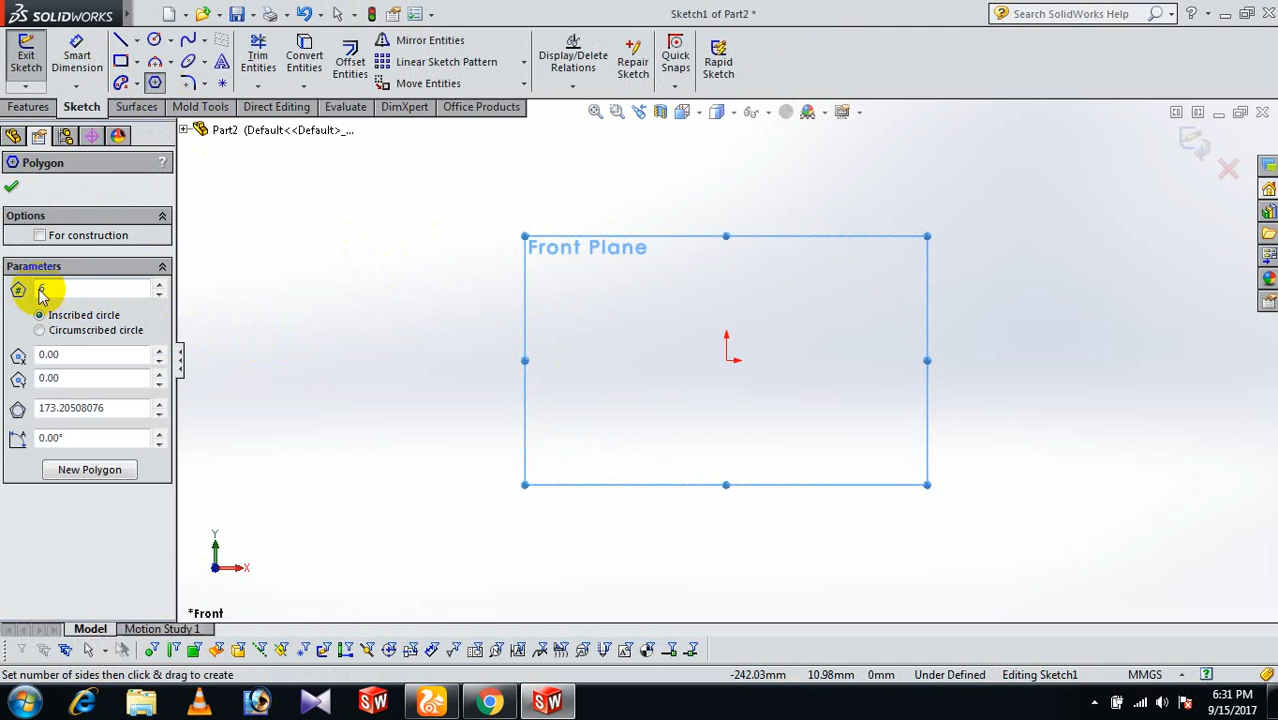 SOLIDWORKS
Sketch1 of Part2 *
Search SolidWorks Help
Exit Sketch
Smart Dimension
Trim Entities
Convert Entities
Offset Entities
Mirror Entities
Linear Sketch Pattern
Move Entities
Display/Delete Relations
Repair Sketch
Quick Snaps
Rapid Sketch
Features
Sketch
Surfaces
Mold Tools
Direct Editing
Evaluate
DimXpert
Office Products
Part2 (Default<<Default>_...
Polygon
?
Options
For construction
Parameters
6
Inscribed circle
Circumscribed circle
0.00
0.00
173.20508076
0.00°
New Polygon
Front Plane
Y
X
*Front
Model
Motion Study 1
Set number of sides then click & drag to create
-242.03mm
10.98mm
0mm
Under Defined
Editing Sketch1
MMGS
6:31 PM
9/15/2017